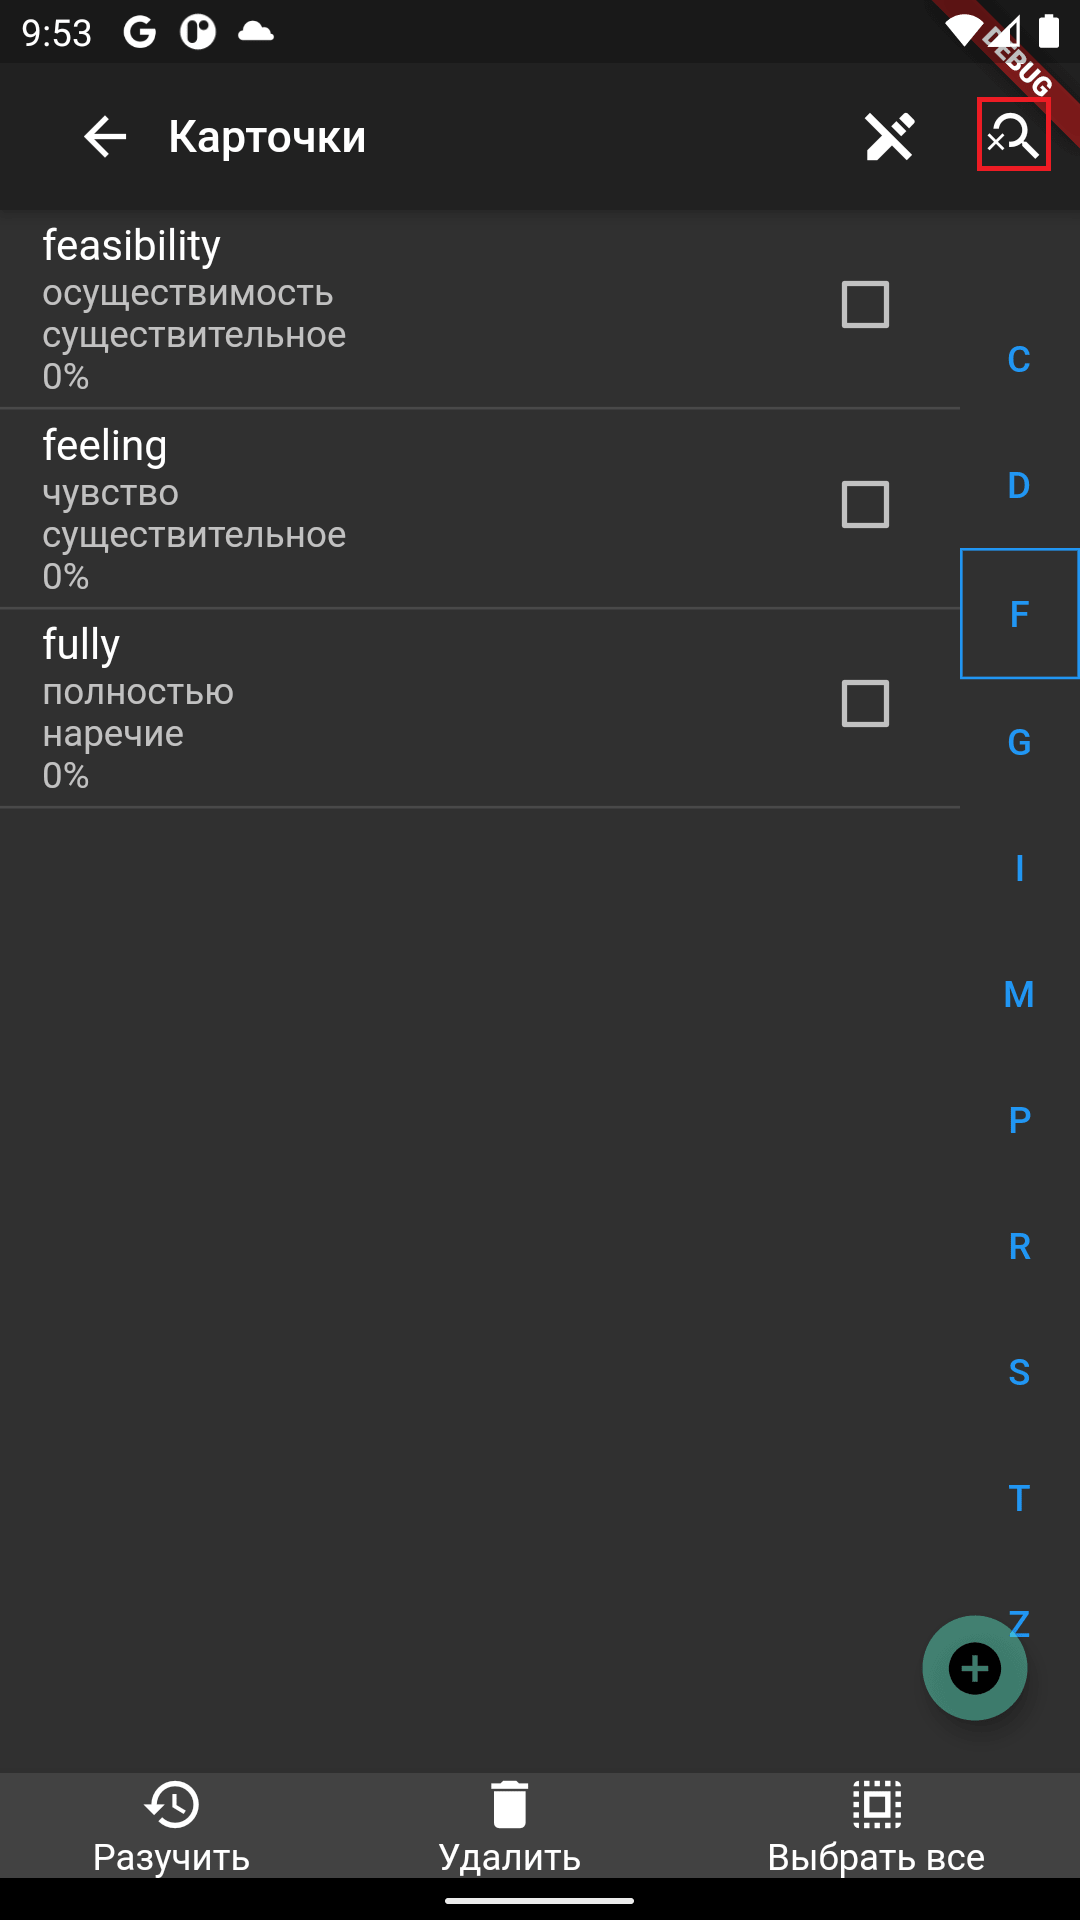 9:53
DEBUG
Карточки
feasibility
осуществимость
существительное
0%
feeling
чувство
существительное
0%
fully
полностью
наречие
0%
C
D
F
G
I
M
P
R
S
T
Z
Разучить
Удалить
Выбрать все